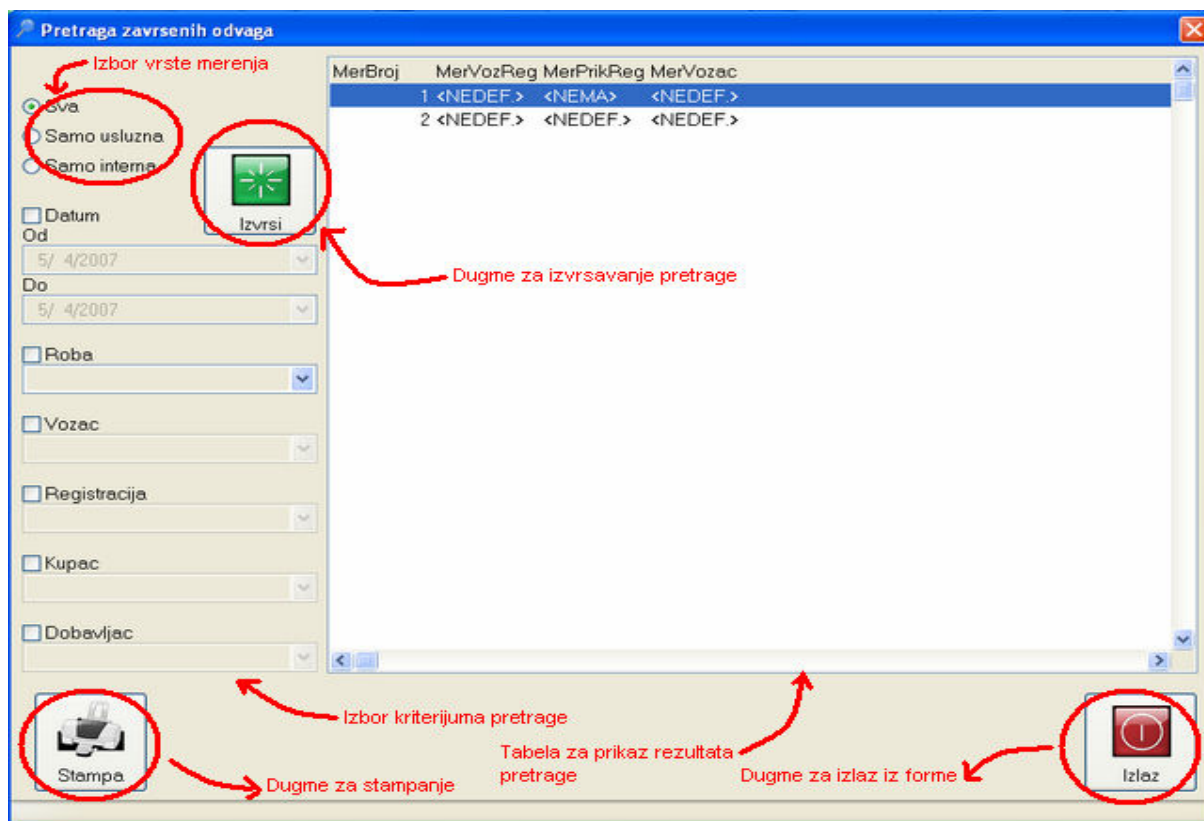 Pretraga zavrsenih odvaga
Izbor vrste merenja
Sva
Samo usluzna
Samo interna
Izvrsi
Datum
Od
5/ 4/2007
Do
5/ 4/2007
Roba
Vozac
Registracija
Kupac
Dobavljac
MerBroj MerVozReg MerPrikReg MerVozac
1 <NEDEF.> <NEMA> <NEDEF.>
2 <NEDEF.> <NEDEF.> <NEDEF.>
Dugme za izvrsavanje pretrage
Izbor kriterijuma pretrage
Tabela za prikaz rezultata
pretrage
Stampa
Dugme za stampanje
Dugme za izlaz iz forme
Izlaz